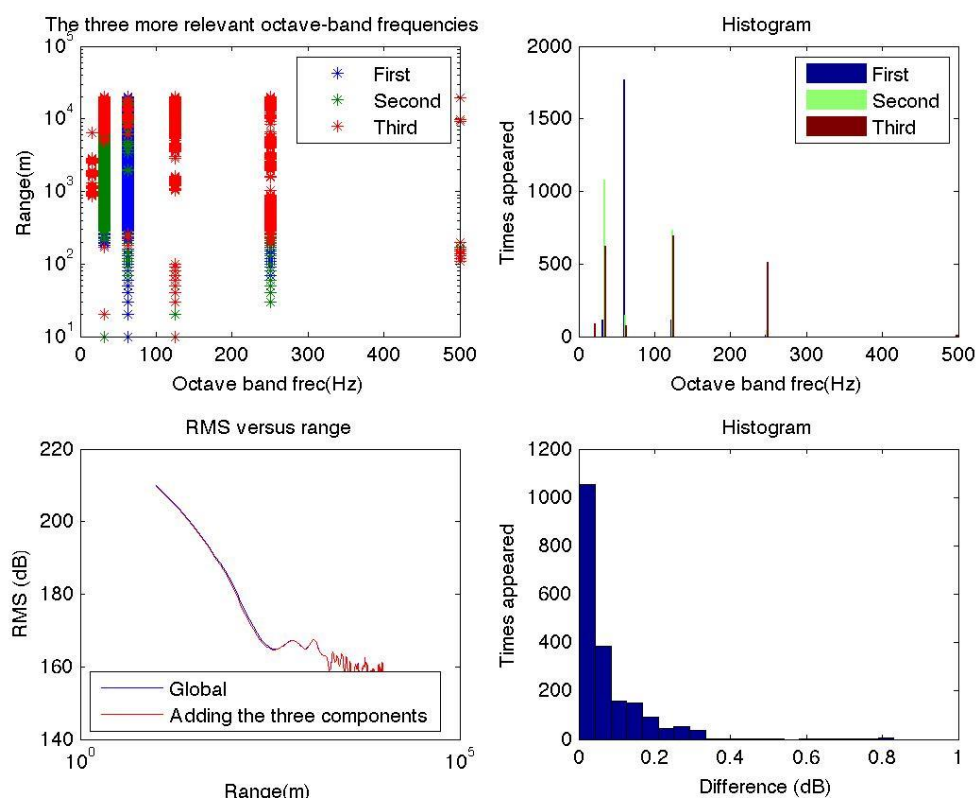 The three more relevant octave-band frequencies
10^5
10^4
10^3
10^2
10^1
Range(m)
First
Second
Third
0 100 200 300 400 500
Octave band frec(Hz)
Histogram
2000
1500
1000
500
0
Times appeared
First
Second
Third
0 100 200 300 400 500
Octave band frec(Hz)
RMS versus range
220
200
180
160
140
RMS (dB)
Global
Adding the three components
10^0 10^5
Range(m)
Histogram
1200
1000
800
600
400
200
0
Times appeared
0 0.2 0.4 0.6 0.8 1
Difference (dB)